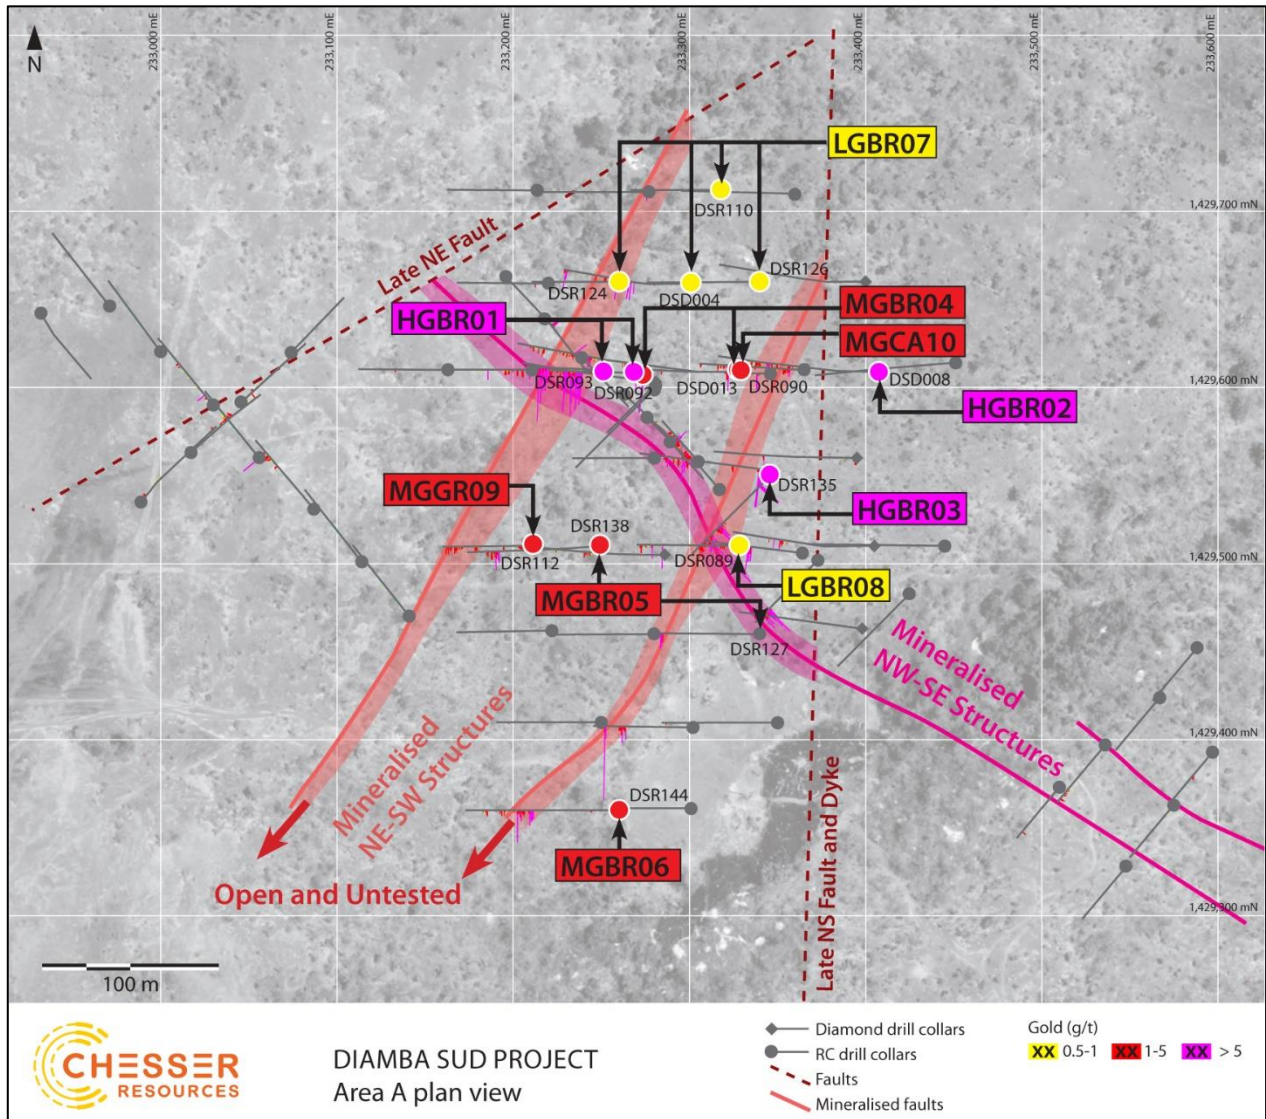 233,000 mE
233,100 mE
233,200 mE
233,300 mE
233,400 mE
233,500 mE
233,600 mE
N
LGBR07
DSR110
1,429,700 mN
Late NE Fault
DSR124
DSD004
DSR126
HGBR01
MGBR04
MGCA10
DSR093
DSR092
DSD013
DSR090
DSD008
1,429,600 mN
HGBR02
MGGR09
DSR135
HGBR03
DSR138
DSR112
DSR089
1,429,500 mN
MGBR05
LGBR08
DSR127
Mineralised
NW-SE Structures
Mineralised
NE-SW Structures
1,429,400 mN
Late NS Fault and Dyke
DSR144
MGBR06
Open and Untested
1,429,300 mN
100 m
CHESSER
RESOURCES
DIAMBA SUD PROJECT
Area A plan view
Diamond drill collars
RC drill collars
Faults
Mineralised faults
Gold (g/t)
XX 0.5-1 XX 1-5 XX > 5